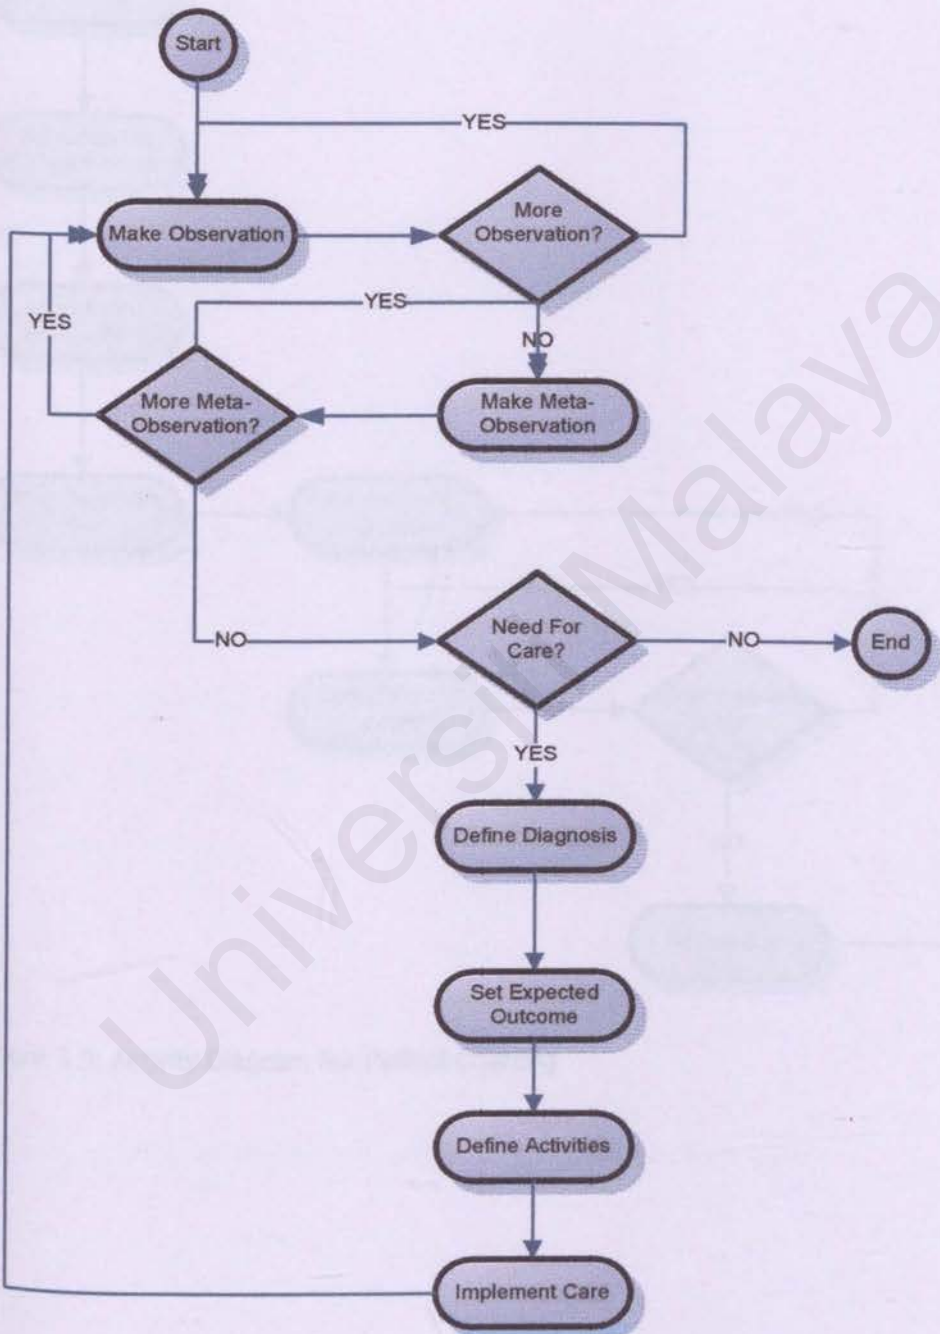 Start
YES
Make Observation
More
Observation?
YES
YES
NO
More Meta-
Observation?
Make Meta-
Observation
NO
Need For
Care?
NO
End
YES
Define Diagnosis
Set Expected
Outcome
Define Activities
Implement Care
University Malaya